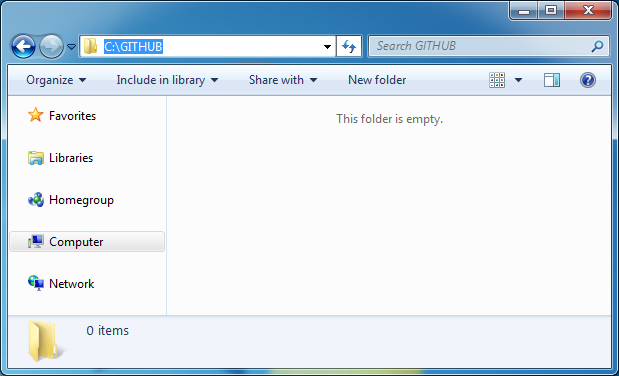 C:\GITHUB
Search GITHUB
Organize
Include in library
Share with
New folder
Favorites
Libraries
Homegroup
Computer
Network
This folder is empty.
0 items